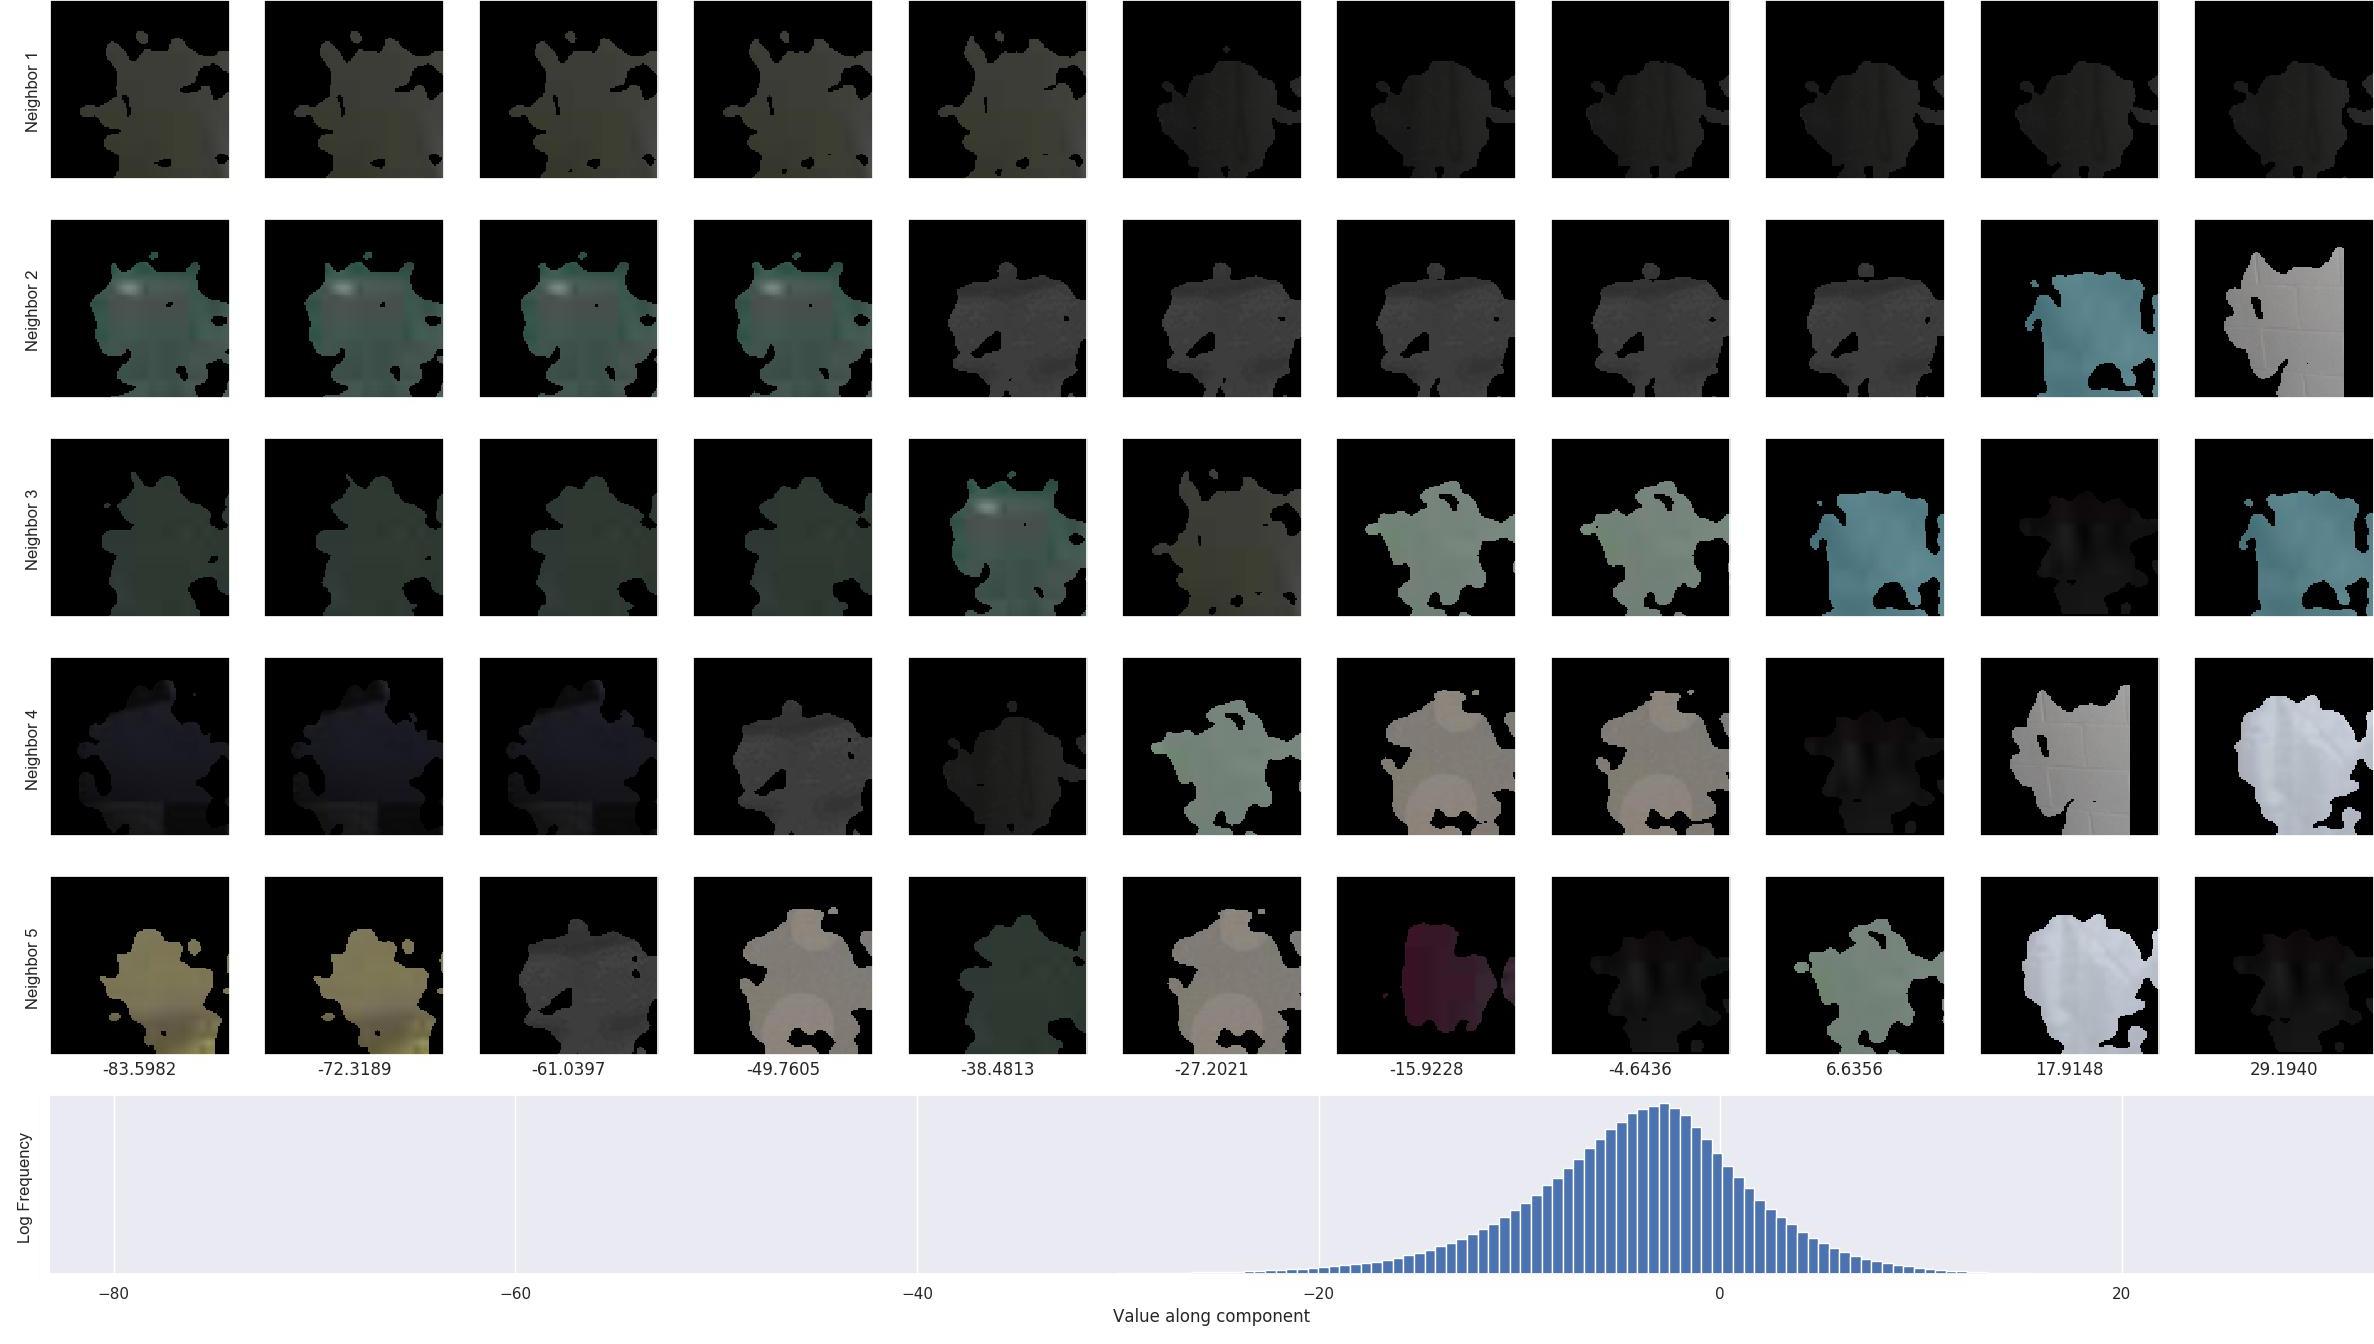 Neighbor 1
Neighbor 2
Neighbor 3
Neighbor 4
Neighbor 5
-83.5982 -72.3189 -61.0397 -49.7605 -38.4813 -27.2021 -15.9228 -4.6436 6.6356 17.9148 29.1940
Log Frequency
−80 −60 −40 −20 0 20
Value along component